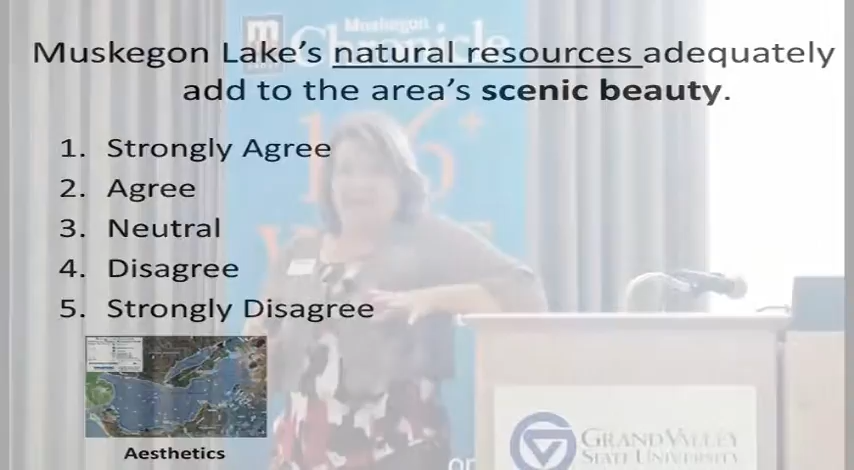 Muskegon
Chronicle
Muskegon Lake's natural resources adequately
add to the area's scenic beauty.
1. Strongly Agree
2. Agree
3. Neutral
4. Disagree
5. Strongly Disagree
Aesthetics
GRAND VALLEY
STATE UNIVERSITY